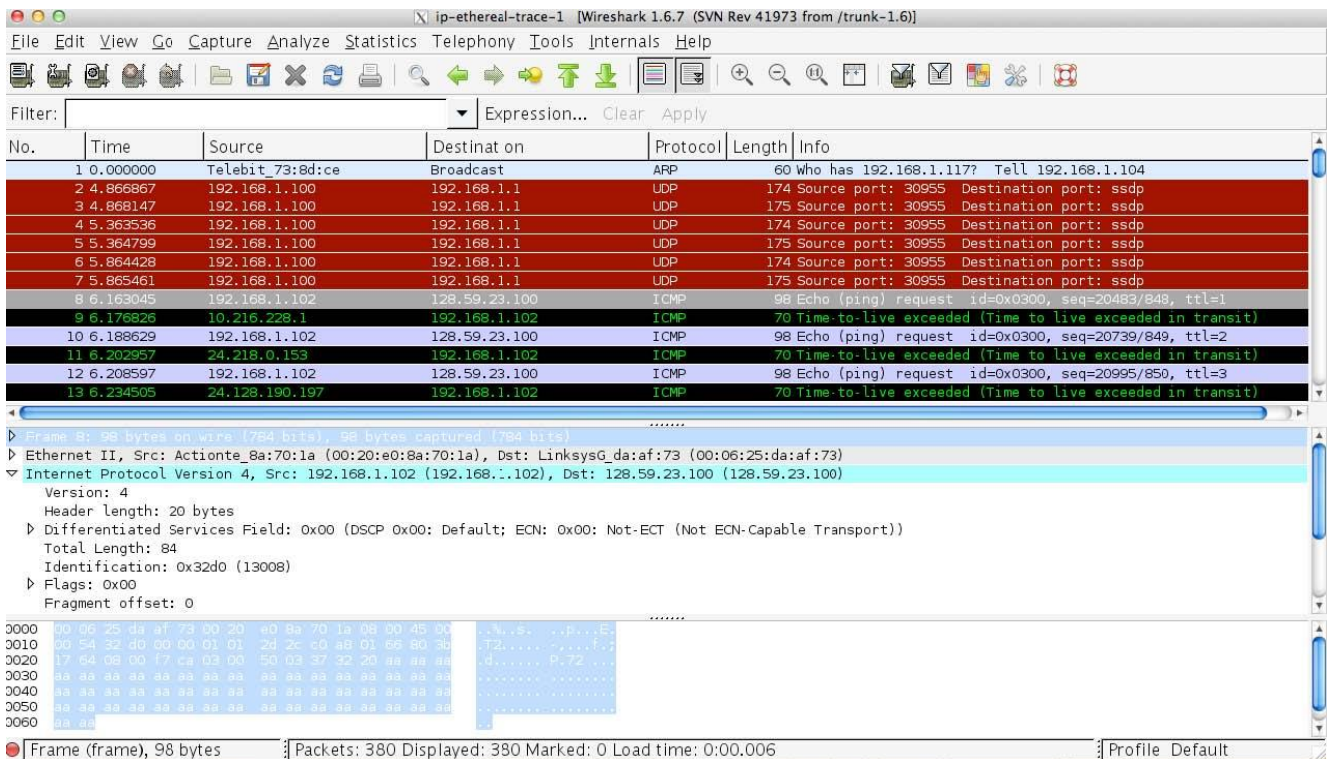 ip-ethereal-trace-1 [Wireshark 1.6.7 (SVN Rev 41973 from /trunk-1.6)]
File Edit View Go Capture Analyze Statistics Telephony Tools Internals Help
Filter: Expression... Clear Apply
No. Time Source Destinat on Protocol Length Info
1 0.000000 Telebit_73:8d:ce Broadcast ARP 60 Who has 192.168.1.117? Tell 192.168.1.104
2 4.866867 192.168.1.100 192.168.1.1 UDP 174 Source port: 30955 Destination port: ssdp
3 4.868147 192.168.1.100 192.168.1.1 UDP 175 Source port: 30955 Destination port: ssdp
4 5.363536 192.168.1.100 192.168.1.1 UDP 174 Source port: 30955 Destination port: ssdp
5 5.364799 192.168.1.100 192.168.1.1 UDP 175 Source port: 30955 Destination port: ssdp
6 5.864428 192.168.1.100 192.168.1.1 UDP 174 Source port: 30955 Destination port: ssdp
7 5.865461 192.168.1.100 192.168.1.1 UDP 175 Source port: 30955 Destination port: ssdp
8 6.163045 192.168.1.102 128.59.23.100 ICMP 98 Echo (ping) request id=0x0300, seq=20483/848, ttl=1
9 6.176826 10.216.228.1 192.168.1.102 ICMP 70 Time-to-live exceeded (Time to live exceeded in transit)
10 6.188629 192.168.1.102 128.59.23.100 ICMP 98 Echo (ping) request id=0x0300, seq=20739/849, ttl=2
11 6.202957 24.218.0.153 192.168.1.102 ICMP 70 Time-to-live exceeded (Time to live exceeded in transit)
12 6.208597 192.168.1.102 128.59.23.100 ICMP 98 Echo (ping) request id=0x0300, seq=20995/850, ttl=3
13 6.234505 24.128.190.197 192.168.1.102 ICMP 70 Time-to-live exceeded (Time to live exceeded in transit)
Frame 8: 98 bytes on wire (784 bits), 98 bytes captured (784 bits)
Ethernet II, Src: Actionte_8a:70:1a (00:20:e0:8a:70:1a), Dst: LinksysG_da:af:73 (00:06:25:da:af:73)
Internet Protocol Version 4, Src: 192.168.1.102 (192.168.1.102), Dst: 128.59.23.100 (128.59.23.100)
Version: 4
Header length: 20 bytes
Differentiated Services Field: 0x00 (DSCP 0x00: Default; ECN: 0x00: Not-ECT (Not ECN-Capable Transport))
Total Length: 84
Identification: 0x32d0 (13008)
Flags: 0x00
Fragment offset: 0
0000 00 06 25 da af 73 00 20 e0 8a 70 1a 08 00 45 00 ..%..s. ..p...E.
0010 00 54 32 d0 00 00 01 01 2d 2c c0 a8 01 66 80 3b .T2..... -,...f.;
0020 17 64 08 00 f7 ca 03 00 50 03 37 32 20 aa aa aa .d...... P.72 ...
0030 aa aa aa aa aa aa aa aa aa aa aa aa aa aa aa aa ........ ........
0040 aa aa aa aa aa aa aa aa aa aa aa aa aa aa aa aa ........ ........
0050 aa aa aa aa aa aa aa aa aa aa aa aa aa aa aa aa ........ ........
0060 aa aa ..
Frame (frame), 98 bytes Packets: 380 Displayed: 380 Marked: 0 Load time: 0:00.006 Profile Default